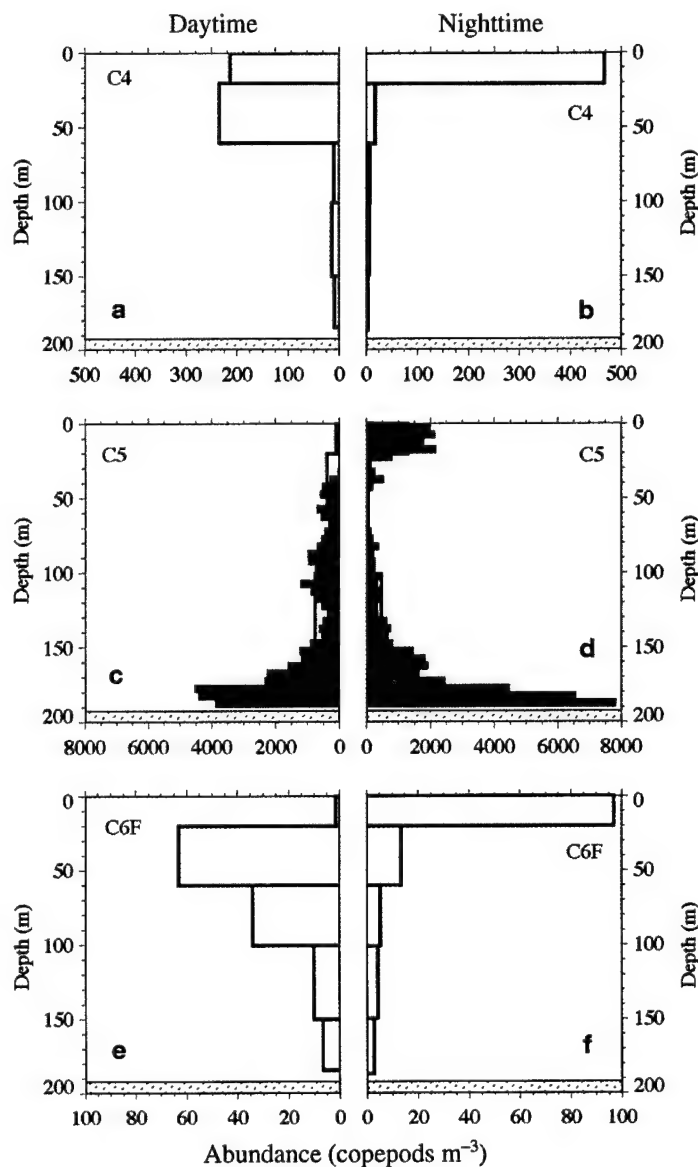 Daytime Nighttime
0 0
C4
50 C4 50
100 100
150 150
a b
200 200
500 400 300 200 100 0 0 100 200 300 400 500
Depth (m) Depth (m)
0 0
C5 C5
50 50
100 100
150 150
c d
200 200
8000 6000 4000 2000 0 0 2000 4000 6000 8000
Depth (m) Depth (m)
0 0
C6F
50 C6F 50
100 100
150 150
e f
200 200
100 80 60 40 20 0 0 20 40 60 80 100
Depth (m) Depth (m)
Abundance (copepods m⁻³)